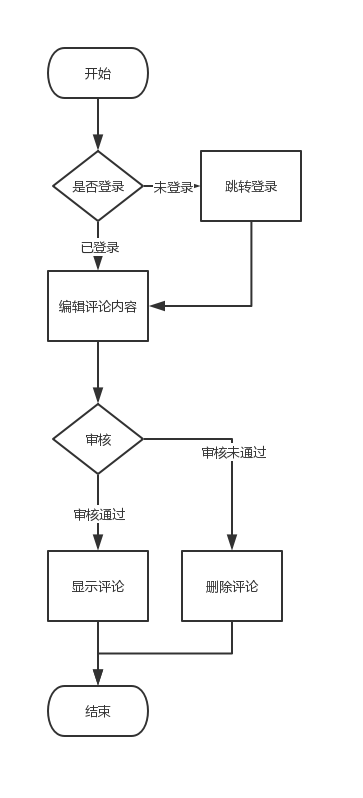 开始
是否登录
未登录
跳转登录
已登录
编辑评论内容
审核
审核未通过
审核通过
显示评论
删除评论
结束